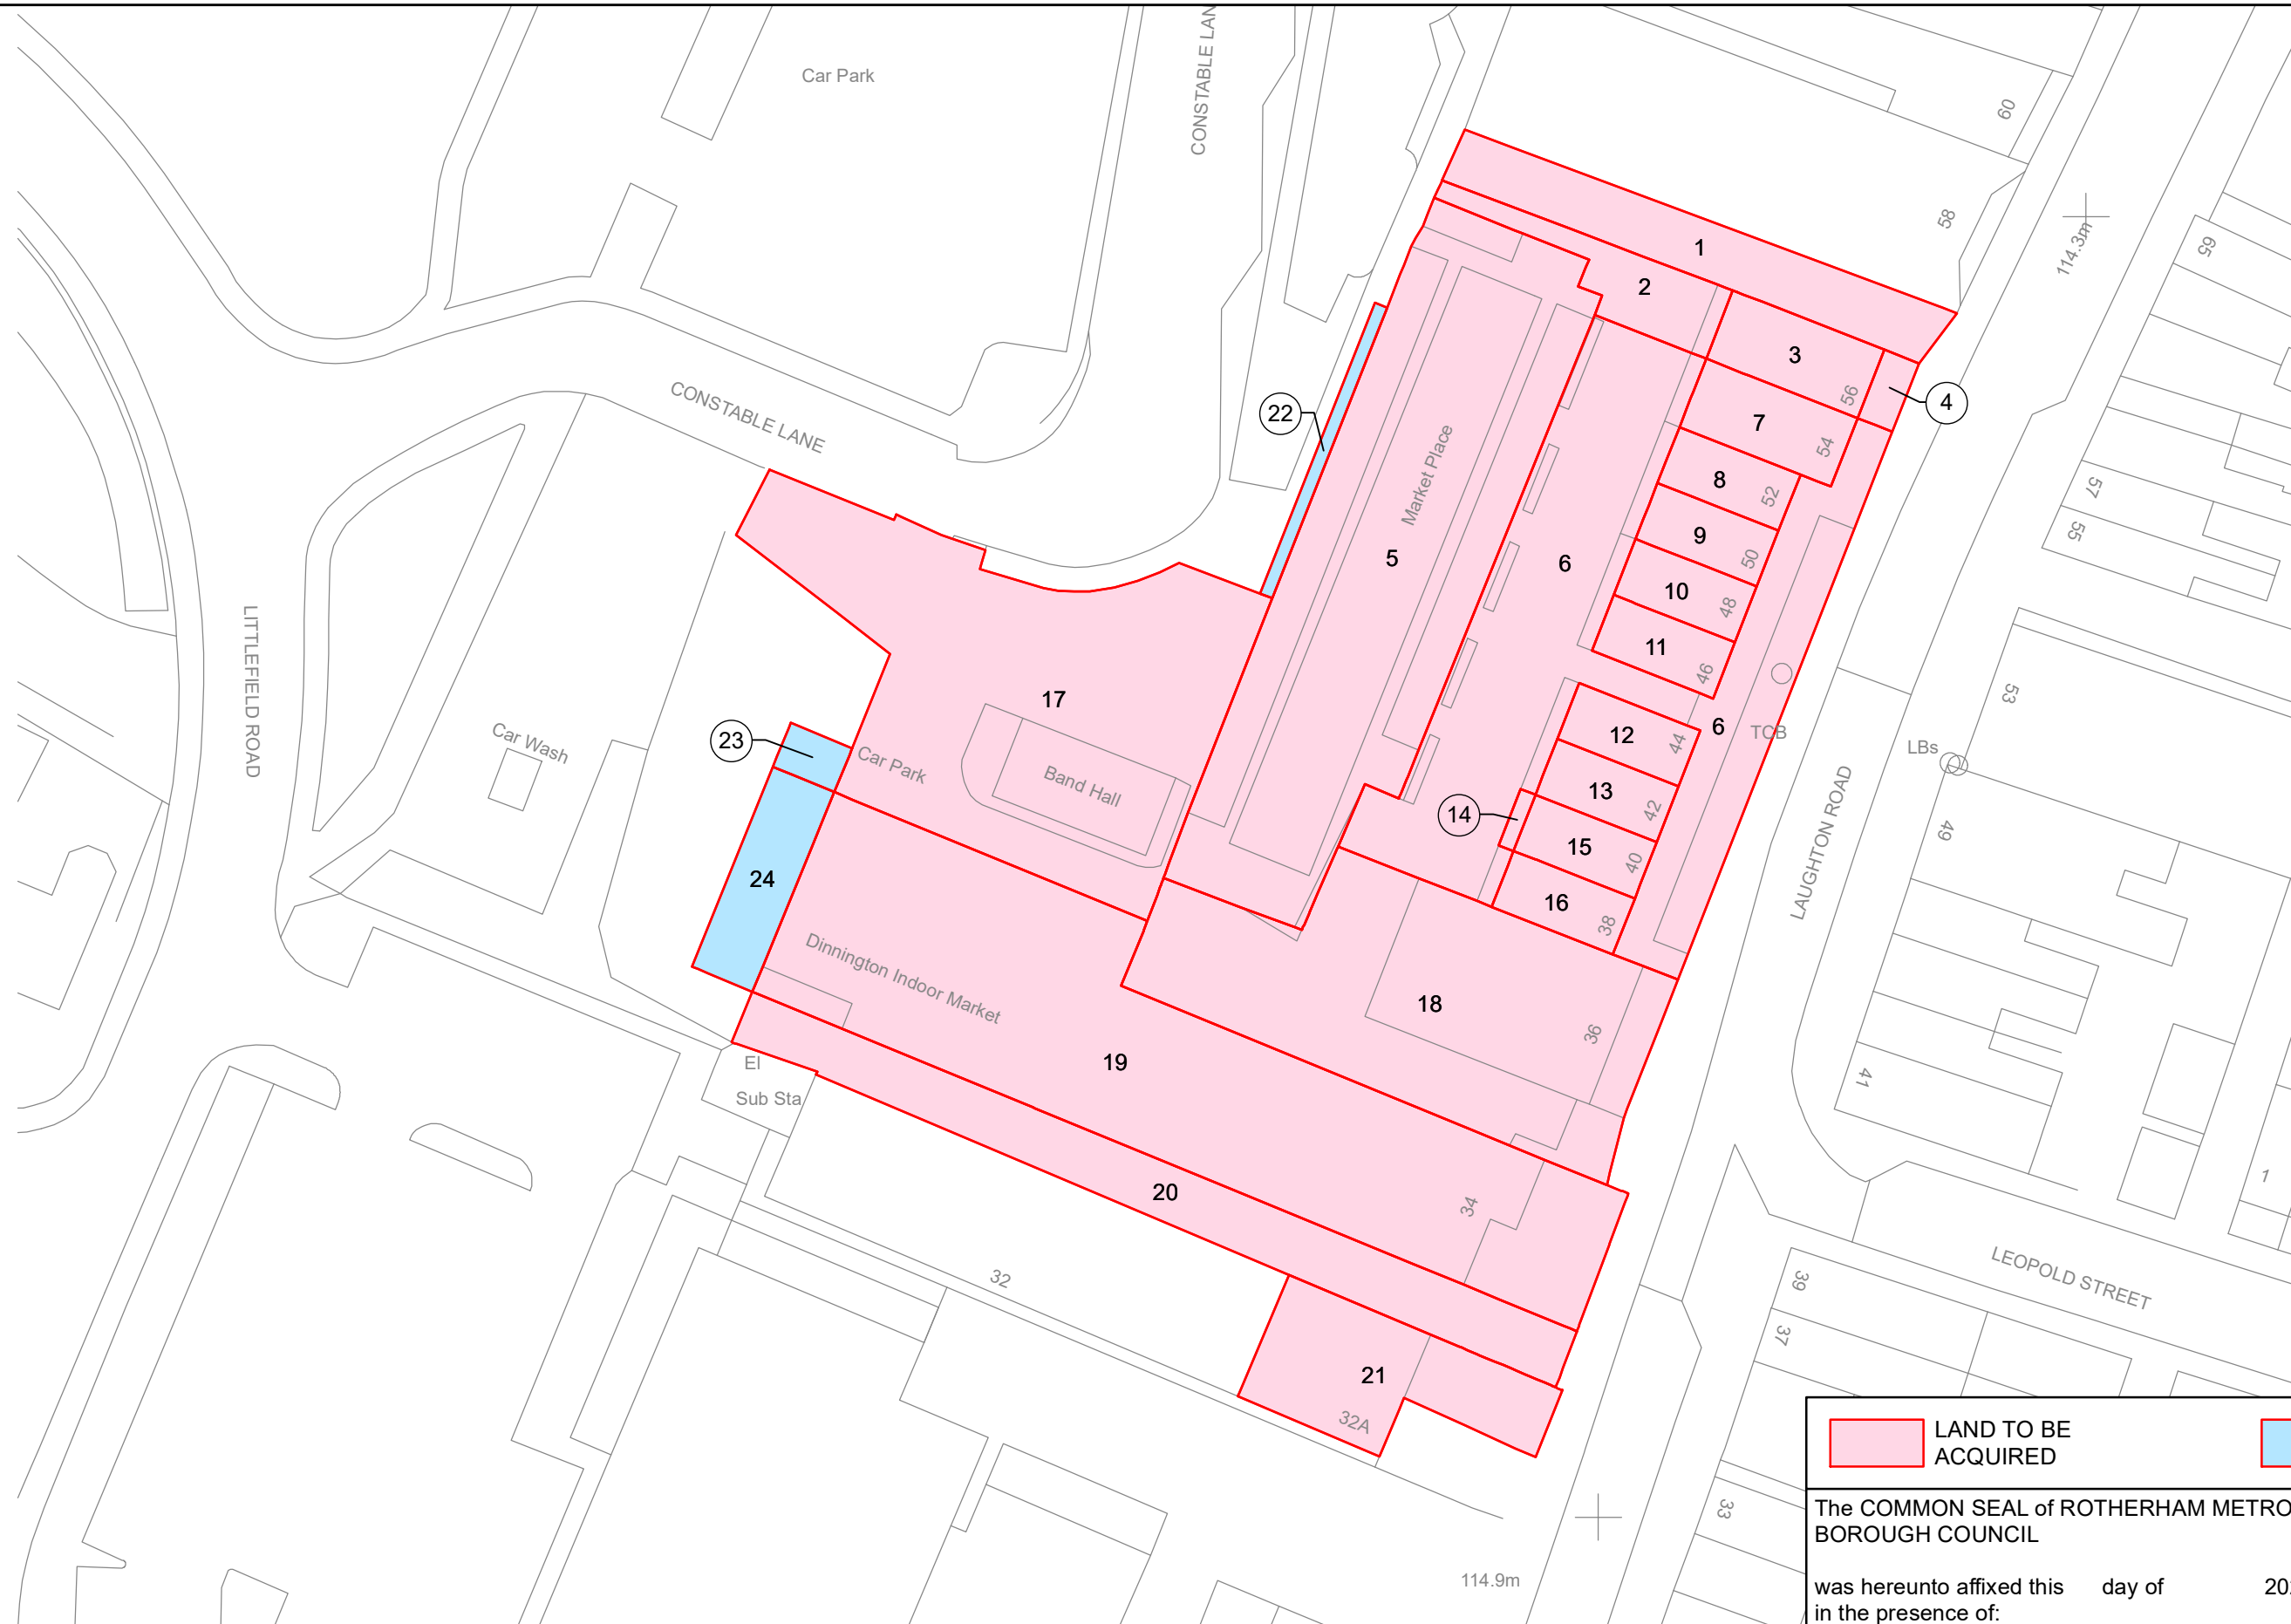 Car Park
CONSTABLE LAN
60
58
114.3m
65
1
2
3
56
4
CONSTABLE LANE
22
Market Place
7
54
8
52
57
55
9
50
5
6
10
48
11
46
LITTLEFIELD ROAD
17
53
12
44
6
TCB
LBs
23
Car Wash
Car Park
Band Hall
13
42
14
15
40
49
LAUGHTON ROAD
24
16
38
Dinnington Indoor Market
18
36
El
Sub Sta
19
41
1
20
34
32
LEOPOLD STREET
39
37
21
32A
33
114.9m
LAND TO BE
ACQUIRED
The COMMON SEAL of ROTHERHAM METRO
BOROUGH COUNCIL
was hereunto affixed this day of 20
in the presence of: